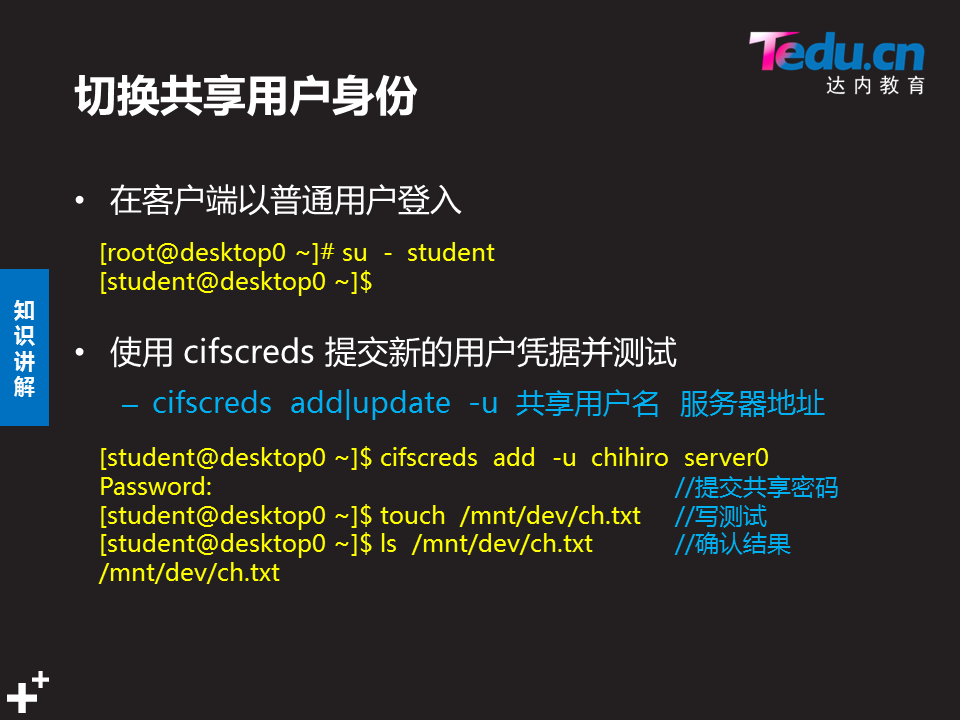 Tedu.cn
达内教育
切换共享用户身份
• 在客户端以普通用户登入
[root@desktop0 ~]# su - student
[student@desktop0 ~]$
知识讲解
• 使用 cifscreds 提交新的用户凭据并测试
– cifscreds add|update -u 共享用户名 服务器地址
[student@desktop0 ~]$ cifscreds add -u chihiro server0
Password: //提交共享密码
[student@desktop0 ~]$ touch /mnt/dev/ch.txt //写测试
[student@desktop0 ~]$ ls /mnt/dev/ch.txt //确认结果
/mnt/dev/ch.txt